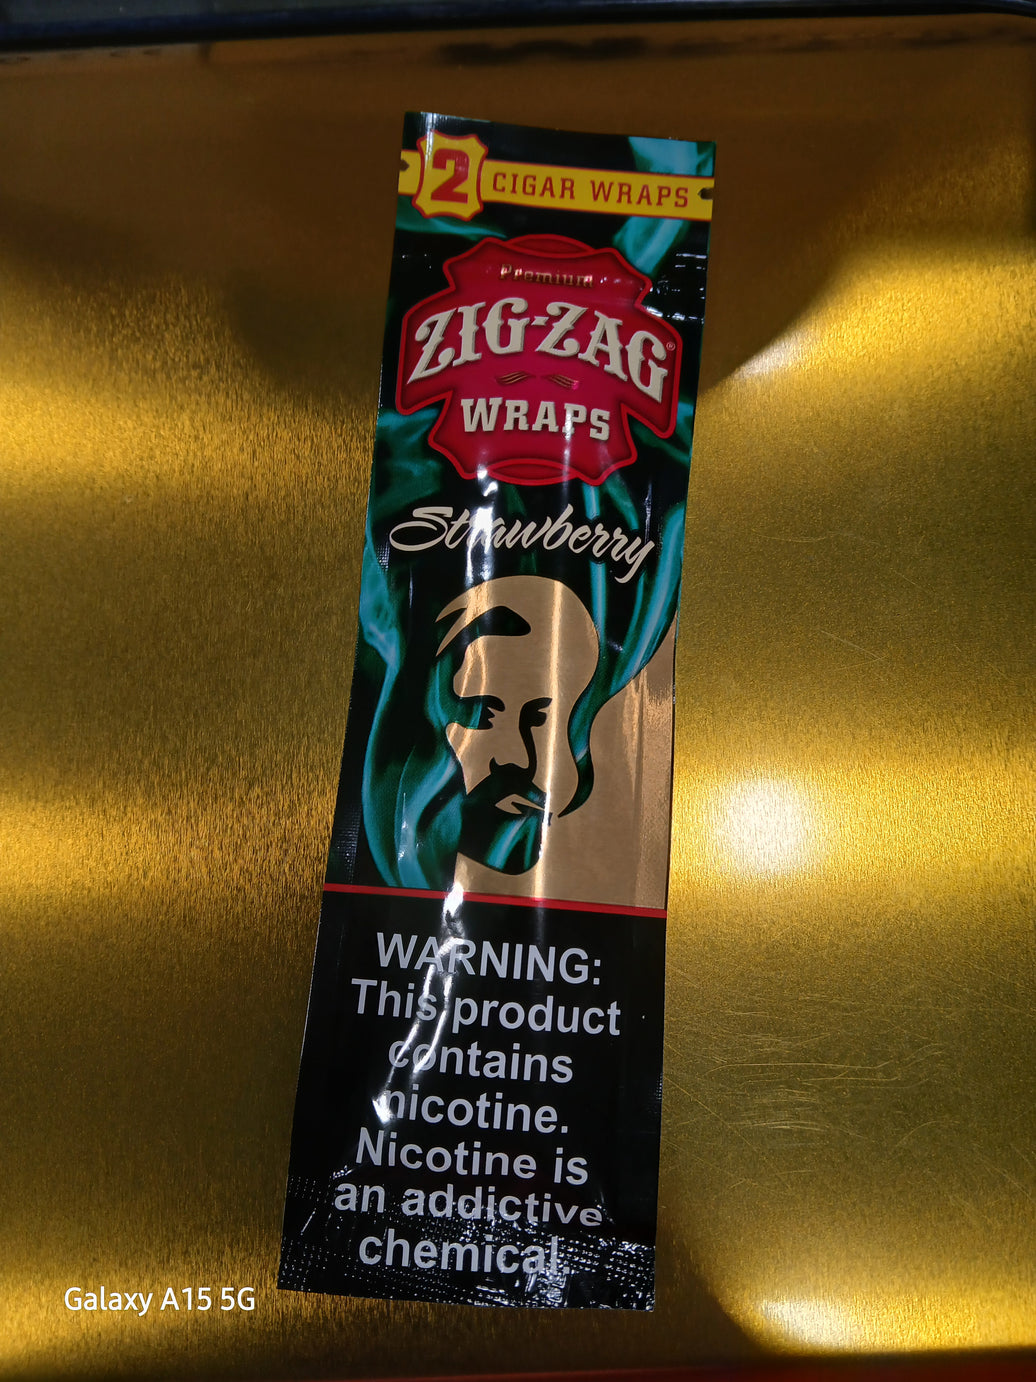 2 CIGAR WRAPS
Premium
ZIG-ZAG®
WRAPS
Strawberry
WARNING:
This product
contains
nicotine.
Nicotine is
an addictive
chemical.
Galaxy A15 5G